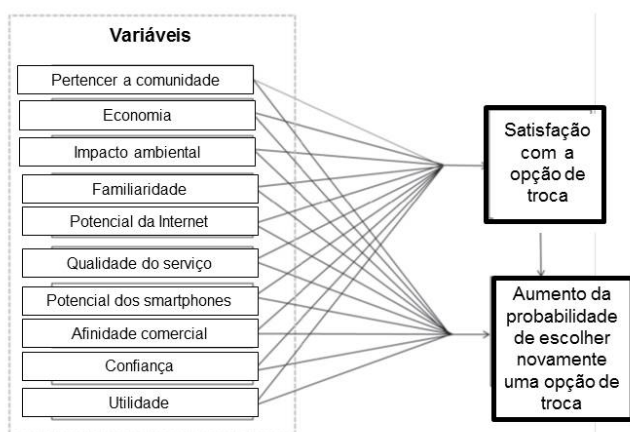 Variáveis
Pertencer a comunidade
Economia
Impacto ambiental
Familiaridade
Potencial da Internet
Qualidade do serviço
Potencial dos smartphones
Afinidade comercial
Confiança
Utilidade
Satisfação
com a
opção de
troca
Aumento da
probabilidade
de escolher
novamente
uma opção de
troca